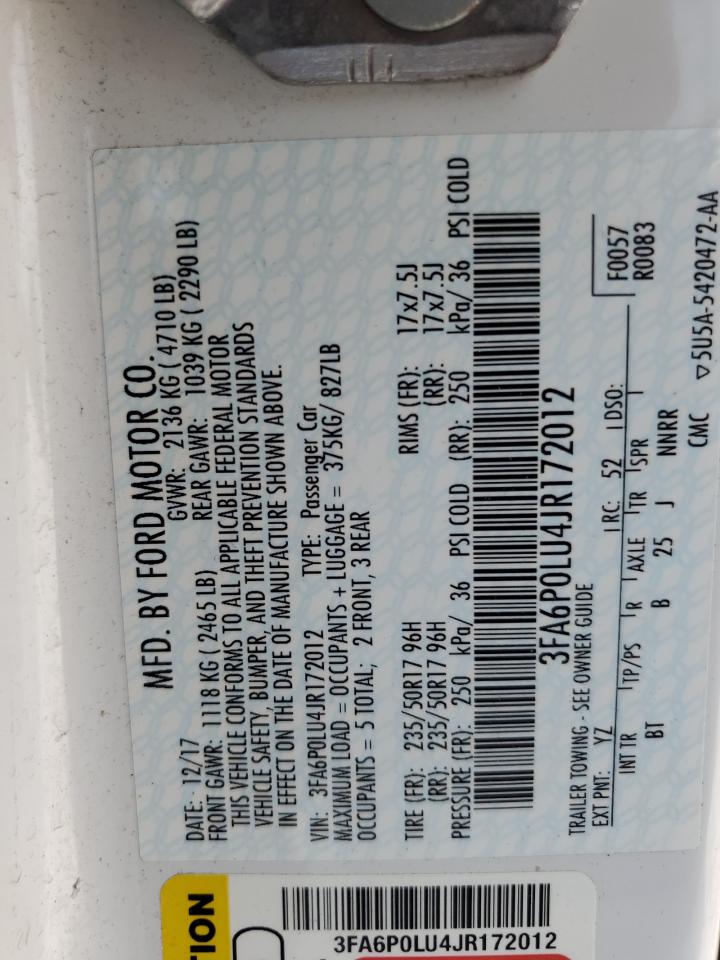 MFD. BY FORD MOTOR CO.
DATE: 12/17 GVWR: 2136 KG ( 4710 LB)
FRONT GAWR: 1118 KG ( 2465 LB) REAR GAWR: 1039 KG ( 2290 LB)
THIS VEHICLE CONFORMS TO ALL APPLICABLE FEDERAL MOTOR
VEHICLE SAFETY, BUMPER, AND THEFT PREVENTION STANDARDS
IN EFFECT ON THE DATE OF MANUFACTURE SHOWN ABOVE.
VIN: 3FA6P0LU4JR172012 TYPE: Passenger Car
MAXIMUM LOAD = OCCUPANTS + LUGGAGE = 375KG/ 827LB
OCCUPANTS = 5 TOTAL; 2 FRONT, 3 REAR
TIRE (FR): 235/50R17 96H RIMS (FR): 17x7.5J
(RR): 235/50R17 96H (RR): 17x7.5J
PRESSURE (FR): 250 kPa/ 36 PSI COLD (RR): 250 kPa/ 36 PSI COLD
3FA6P0LU4JR172012
TRAILER TOWING - SEE OWNER GUIDE
F0057
R0083
EXT PNT: YZ RC: 52 DSO:
INT TR TP/PS R AXLE TR SPR
BT B 25 J NNRR
CMC ▽5U5A-5420472-AA
TION
3FA6P0LU4JR172012